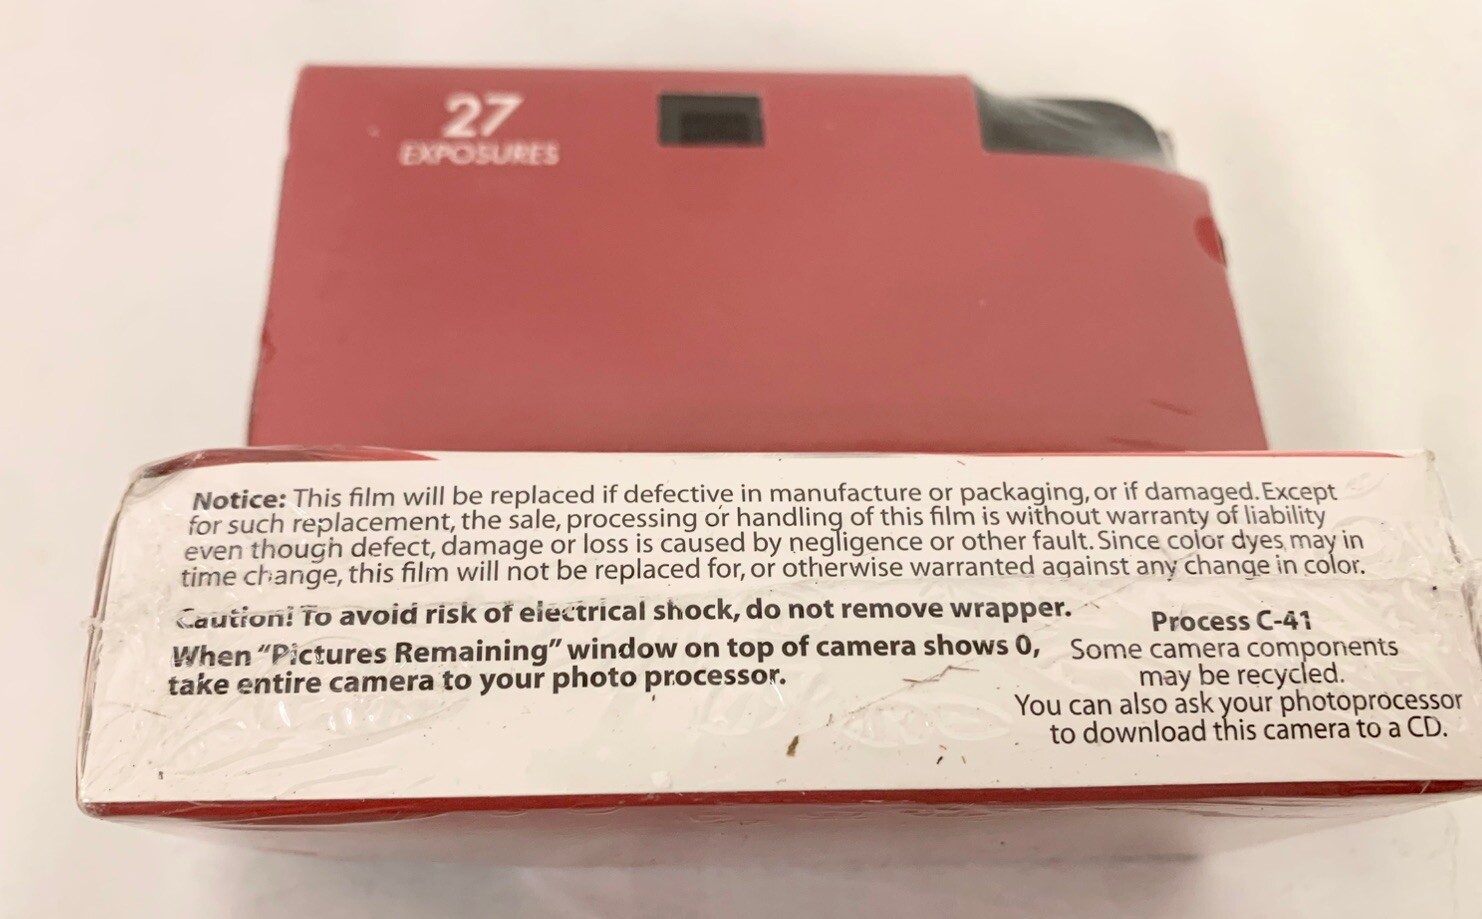 27
EXPOSURES
Notice: This film will be replaced if defective in manufacture or packaging, or if damaged. Except
for such replacement, the sale, processing or handling of this film is without warranty of liability
even though defect, damage or loss is caused by negligence or other fault. Since color dyes may in
time change, this film will not be replaced for, or otherwise warranted against any change in color.
Caution! To avoid risk of electrical shock, do not remove wrapper.
When "Pictures Remaining" window on top of camera shows 0,
take entire camera to your photo processor.
Process C-41
Some camera components
may be recycled.
You can also ask your photoprocessor
to download this camera to a CD.